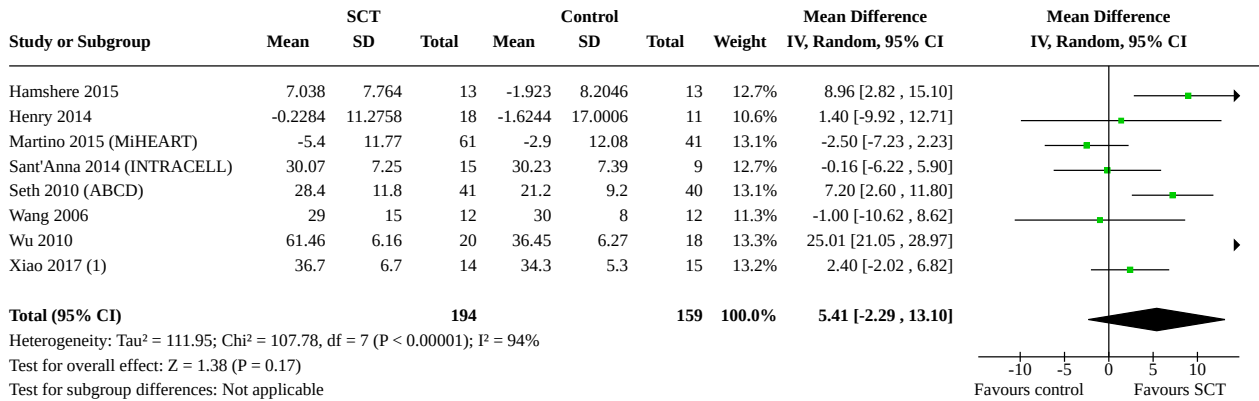 SCT Control Mean Difference Mean Difference
Study or Subgroup Mean SD Total Mean SD Total Weight IV, Random, 95% CI IV, Random, 95% CI
Hamshere 2015 7.038 7.764 13 -1.923 8.2046 13 12.7% 8.96 [2.82 , 15.10]
Henry 2014 -0.2284 11.2758 18 -1.6244 17.0006 11 10.6% 1.40 [-9.92 , 12.71]
Martino 2015 (MiHEART) -5.4 11.77 61 -2.9 12.08 41 13.1% -2.50 [-7.23 , 2.23]
Sant'Anna 2014 (INTRACELL) 30.07 7.25 15 30.23 7.39 9 12.7% -0.16 [-6.22 , 5.90]
Seth 2010 (ABCD) 28.4 11.8 41 21.2 9.2 40 13.1% 7.20 [2.60 , 11.80]
Wang 2006 29 15 12 30 8 12 11.3% -1.00 [-10.62 , 8.62]
Wu 2010 61.46 6.16 20 36.45 6.27 18 13.3% 25.01 [21.05 , 28.97]
Xiao 2017 (1) 36.7 6.7 14 34.3 5.3 15 13.2% 2.40 [-2.02 , 6.82]
Total (95% CI) 194 159 100.0% 5.41 [-2.29 , 13.10]
Heterogeneity: Tau² = 111.95; Chi² = 107.78, df = 7 (P < 0.00001); I² = 94%
Test for overall effect: Z = 1.38 (P = 0.17)
Test for subgroup differences: Not applicable
-10 -5 0 5 10
Favours control Favours SCT